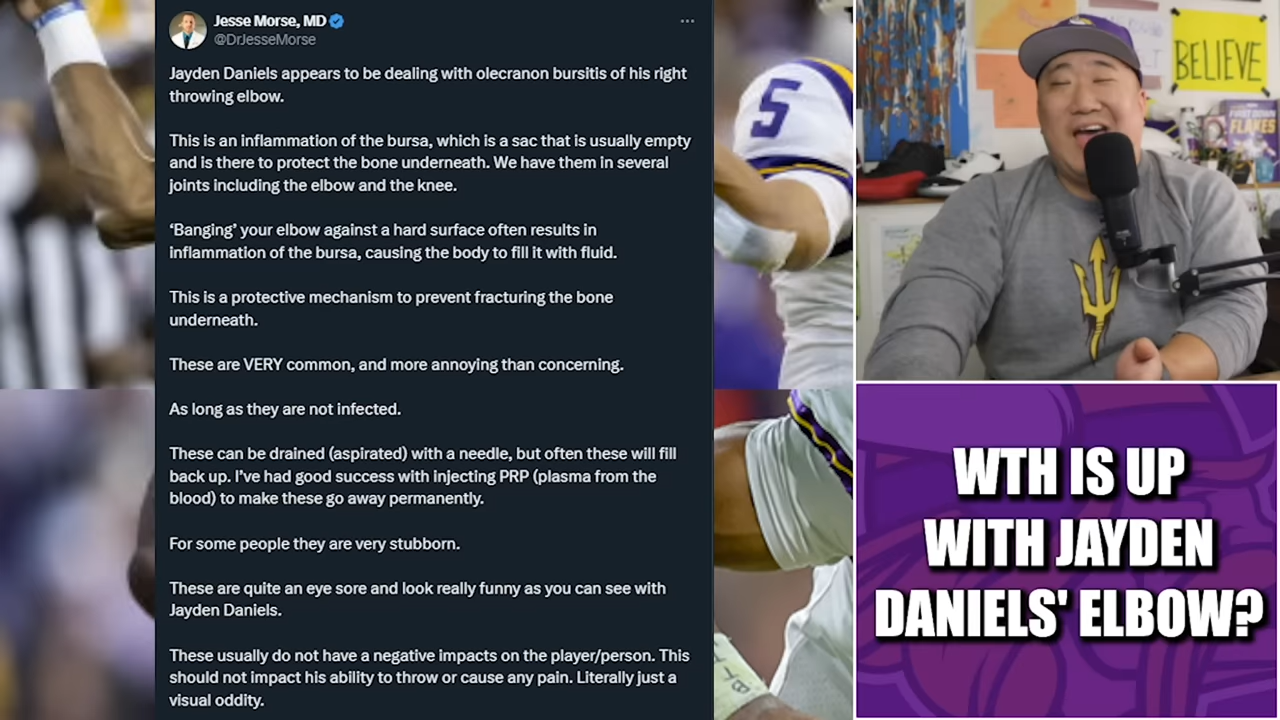 Jesse Morse, MD
@DrJesseMorse
Jayden Daniels appears to be dealing with olecranon bursitis of his right
throwing elbow.
This is an inflammation of the bursa, which is a sac that is usually empty
and is there to protect the bone underneath. We have them in several
joints including the elbow and the knee.
‘Banging’ your elbow against a hard surface often results in
inflammation of the bursa, causing the body to fill it with fluid.
This is a protective mechanism to prevent fracturing the bone
underneath.
These are VERY common, and more annoying than concerning.
As long as they are not infected.
These can be drained (aspirated) with a needle, but often these will fill
back up. I’ve had good success with injecting PRP (plasma from the
blood) to make these go away permanently.
For some people they are very stubborn.
These are quite an eye sore and look really funny as you can see with
Jayden Daniels.
These usually do not have a negative impacts on the player/person. This
should not impact his ability to throw or cause any pain. Literally just a
visual oddity.
5
BELIEVE
FIRST DOWN
FLAKES
WTH IS UP
WITH JAYDEN
DANIELS' ELBOW?